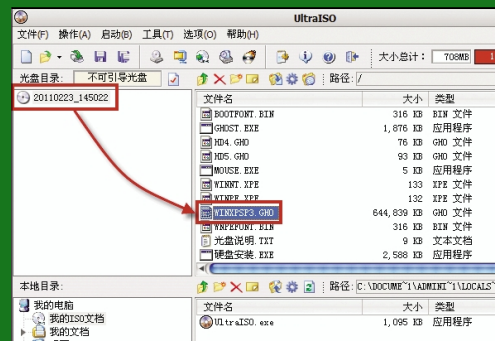 UltraISO
文件(F) 操作(A) 启动(B) 工具(T) 选项(O) 帮助(H)
大小总计： 708MB 1
光盘目录： 不可引导光盘 路径： /
20110223_145022
文件名 大小 类型
BOOTFONT.BIN 316 KB BIN 文件
GHOST.EXE 1,876 KB 应用程序
HD4.GHO 76 KB GHO 文件
HD5.GHO 93 KB GHO 文件
MOUSE.EXE 5 KB 应用程序
WINNT.XPE 133 XPE 文件
WINPE.XPE 132 XPE 文件
WINXPSP3.GHO 644,839 KB GHO 文件
WNPEFONT.BIN 316 KB BIN 文件
光盘说明.TXT 9 KB 文本文档
硬盘安装.EXE 2,588 KB 应用程序
本地目录： 路径： C:\DOCUME~1\ADMINI~1\LOCALS~
我的电脑
我的ISO文档
我的文档
文件名 大小 类型
UltraISO.exe 1,095 KB 应用程序